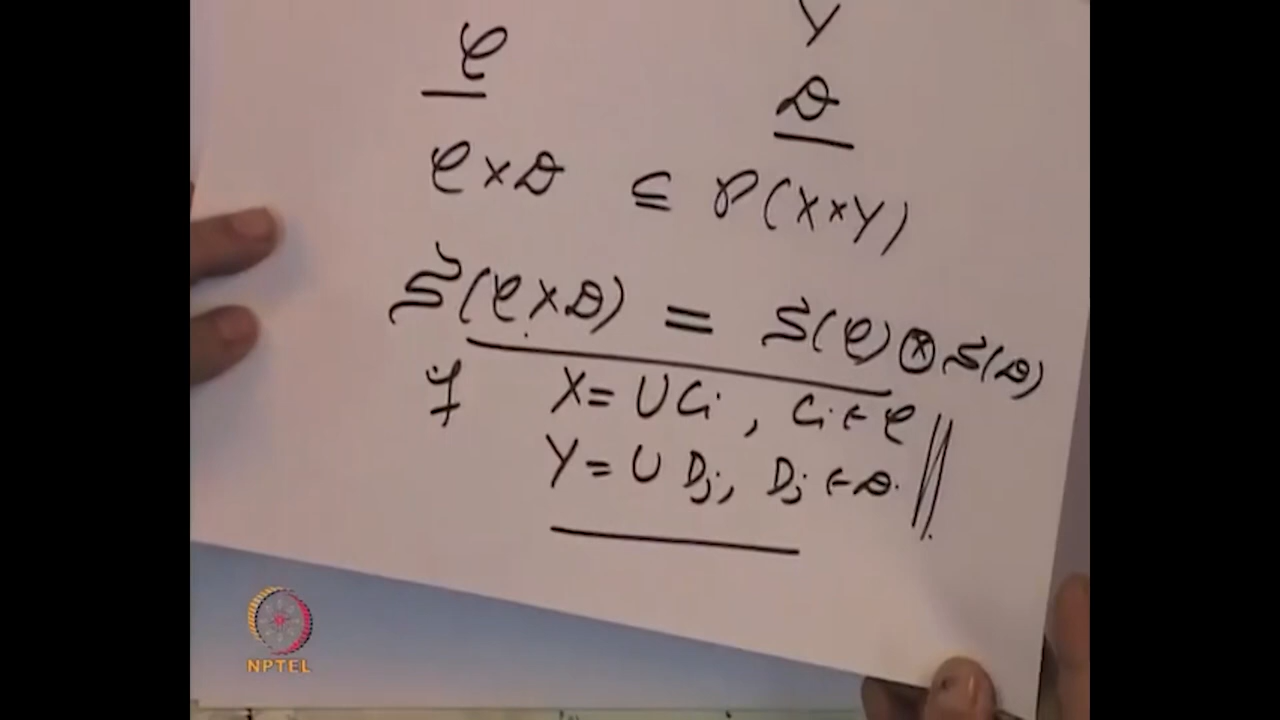 𝒞 Y
𝒟
𝒞 × 𝒟 ⊆ 𝒫(X×Y)
𝒮(𝒞×𝒟) = 𝒮(𝒞) ⊗ 𝒮(𝒟)
if X = ∪ Ci , Ci ∈ 𝒞
Y = ∪ Dj, Dj ∈ 𝒟.
NPTEL